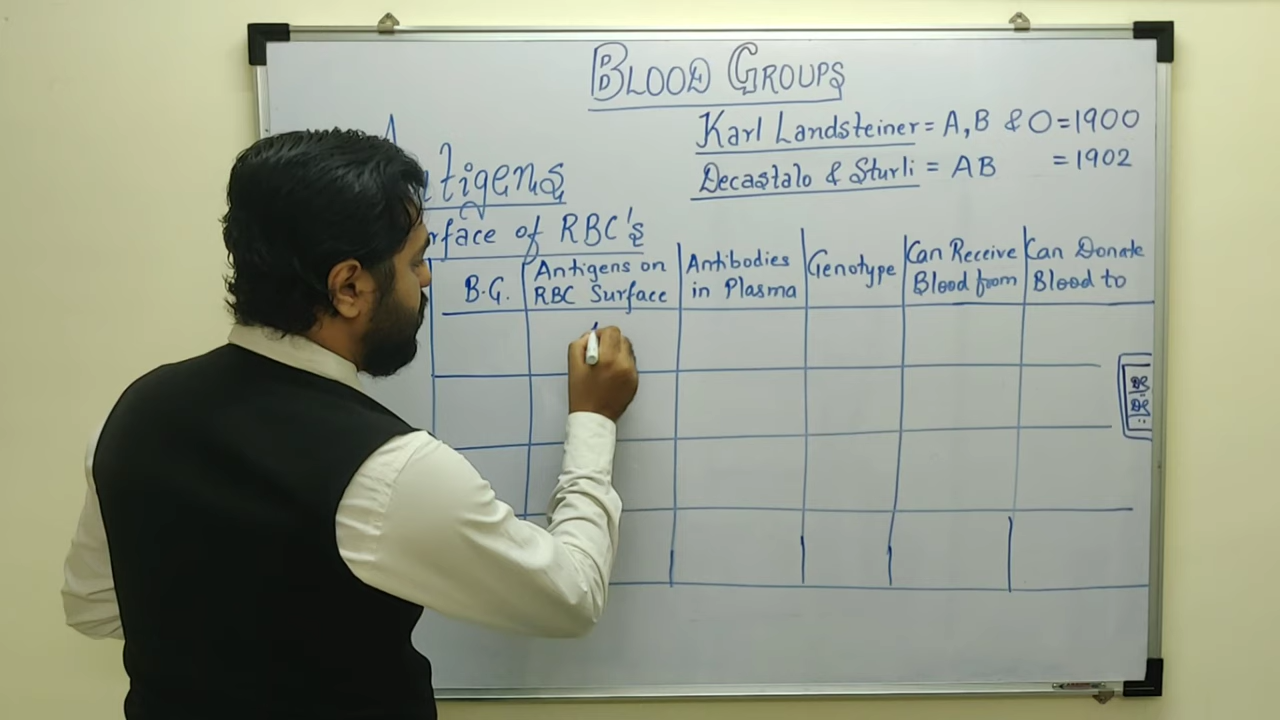 BLOOD GROUPS
Karl Landsteiner = A, B & O = 1900
Decastalo & Sturli = AB = 1902
Antigens
rface of RBC's
B.G.
Antigens on
RBC Surface
Antibodies
in Plasma
Genotype
Can Receive
Blood from
Can Donate
Blood to